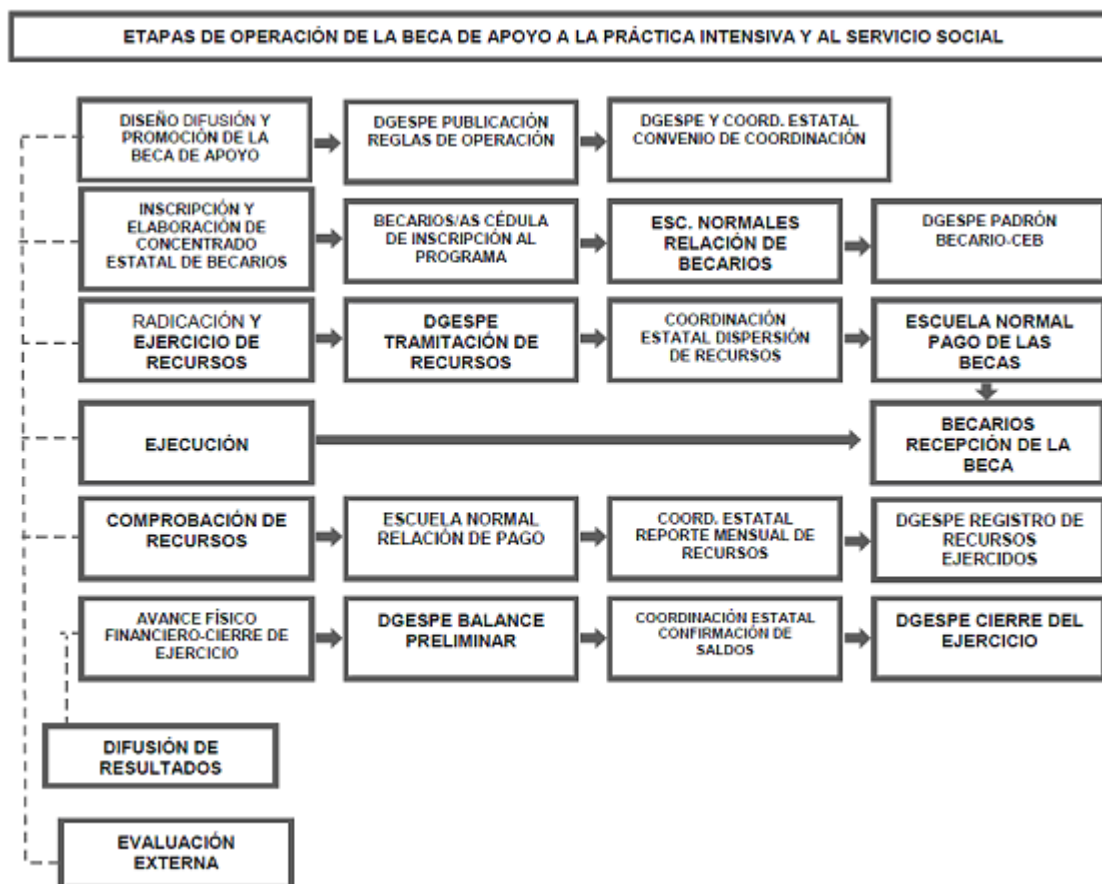 ETAPAS DE OPERACIÓN DE LA BECA DE APOYO A LA PRÁCTICA INTENSIVA Y AL SERVICIO SOCIAL
DISEÑO DIFUSIÓN Y
PROMOCIÓN DE LA
BECA DE APOYO
DGESPE PUBLICACIÓN
REGLAS DE OPERACIÓN
DGESPE Y COORD. ESTATAL
CONVENIO DE COORDINACIÓN
INSCRIPCIÓN Y
ELABORACIÓN DE
CONCENTRADO
ESTATAL DE BECARIOS
BECARIOS/AS CÉDULA
DE INSCRIPCIÓN AL
PROGRAMA
ESC. NORMALES
RELACIÓN DE
BECARIOS
DGESPE PADRÓN
BECARIO-CEB
RADICACIÓN Y
EJERCICIO DE
RECURSOS
DGESPE
TRAMITACIÓN DE
RECURSOS
COORDINACIÓN
ESTATAL DISPERSIÓN
DE RECURSOS
ESCUELA NORMAL
PAGO DE LAS
BECAS
EJECUCIÓN
BECARIOS
RECEPCIÓN DE LA
BECA
COMPROBACIÓN DE
RECURSOS
ESCUELA NORMAL
RELACIÓN DE PAGO
COORD. ESTATAL
REPORTE MENSUAL DE
RECURSOS
DGESPE REGISTRO DE
RECURSOS
EJERCIDOS
AVANCE FÍSICO
FINANCIERO-CIERRE DE
EJERCICIO
DGESPE BALANCE
PRELIMINAR
COORDINACIÓN ESTATAL
CONFIRMACIÓN DE
SALDOS
DGESPE CIERRE DEL
EJERCICIO
DIFUSIÓN DE
RESULTADOS
EVALUACIÓN
EXTERNA